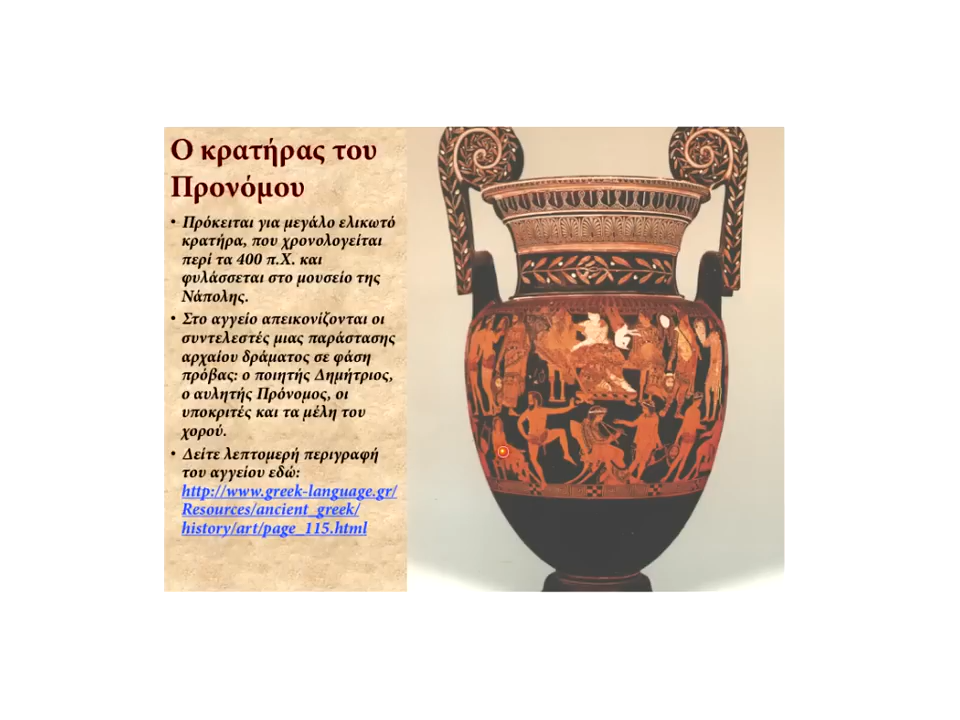 Ο κρατήρας του
Προνόμου
• Πρόκειται για μεγάλο ελικωτό
κρατήρα, που χρονολογείται
περί τα 400 π.Χ. και
φυλάσσεται στο μουσείο της
Νάπολης.
• Στο αγγείο απεικονίζονται οι
συντελεστές μιας παράστασης
αρχαίου δράματος σε φάση
πρόβας: ο ποιητής Δημήτριος,
ο αυλητής Πρόνομος, οι
υποκριτές και τα μέλη του
χορού.
• Δείτε λεπτομερή περιγραφή
του αγγείου εδώ:
http://www.greek-language.gr/
Resources/ancient_greek/
history/art/page_115.html